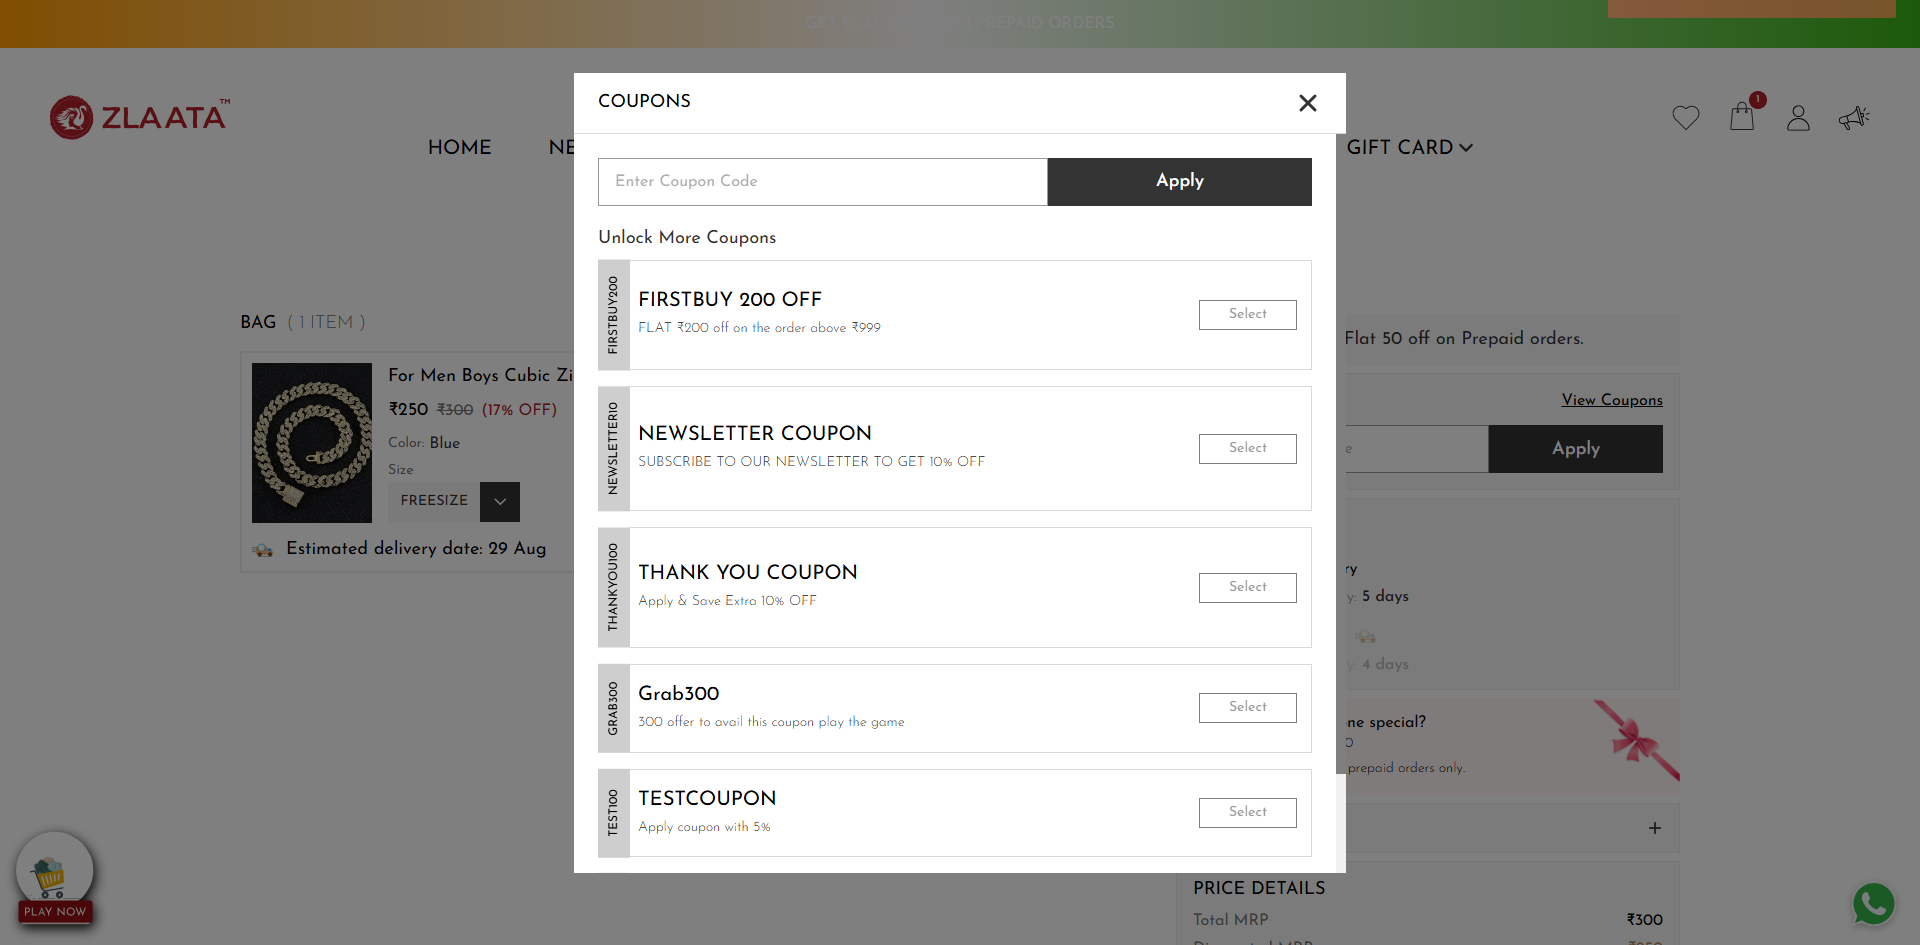 GET FLAT ON PREPAID ORDERS
ZLAATA™
HOME
GIFT CARD
1
COUPONS
Enter Coupon Code
Apply
Unlock More Coupons
FIRSTBUY200
FIRSTBUY 200 OFF
FLAT ₹200 off on the order above ₹999
Select
NEWSLETTER10
NEWSLETTER COUPON
SUBSCRIBE TO OUR NEWSLETTER TO GET 10% OFF
Select
THANKYOU100
THANK YOU COUPON
Apply & Save Extra 10% OFF
Select
GRAB300
Grab300
300 offer to avail this coupon play the game
Select
TEST100
TESTCOUPON
Apply coupon with 5%
Select
BAG ( 1 ITEM )
For Men Boys Cubic Zi
₹250 ₹300 (17% OFF)
Color: Blue
Size
FREESIZE
Estimated delivery date: 29 Aug
Flat 50 off on Prepaid orders.
View Coupons
Apply
5 days
4 days
special?
prepaid orders only.
+
PRICE DETAILS
Total MRP ₹300
PLAY NOW